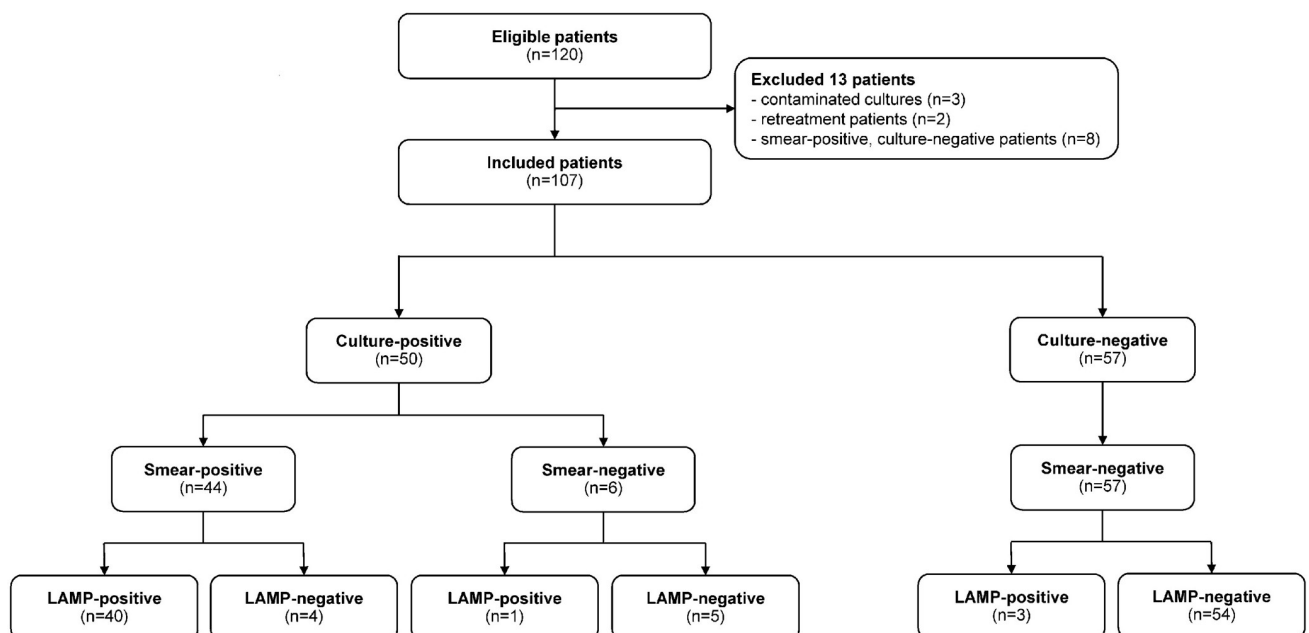 Eligible patients
(n=120)
Excluded 13 patients
- contaminated cultures (n=3)
- retreatment patients (n=2)
- smear-positive, culture-negative patients (n=8)
Included patients
(n=107)
Culture-positive
(n=50)
Culture-negative
(n=57)
Smear-positive
(n=44)
Smear-negative
(n=6)
Smear-negative
(n=57)
LAMP-positive
(n=40)
LAMP-negative
(n=4)
LAMP-positive
(n=1)
LAMP-negative
(n=5)
LAMP-positive
(n=3)
LAMP-negative
(n=54)